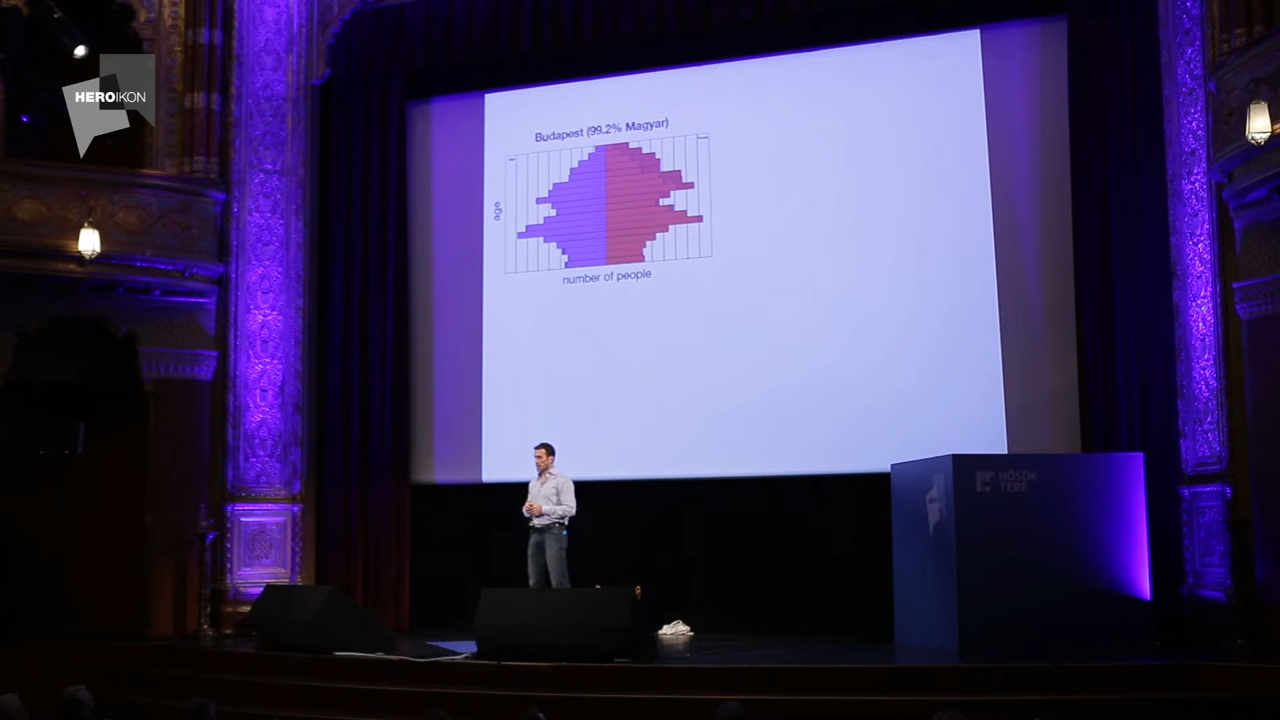 HEROIKON
Budapest (99.2% Magyar)
age
number of people
HŐSÖK
TERE